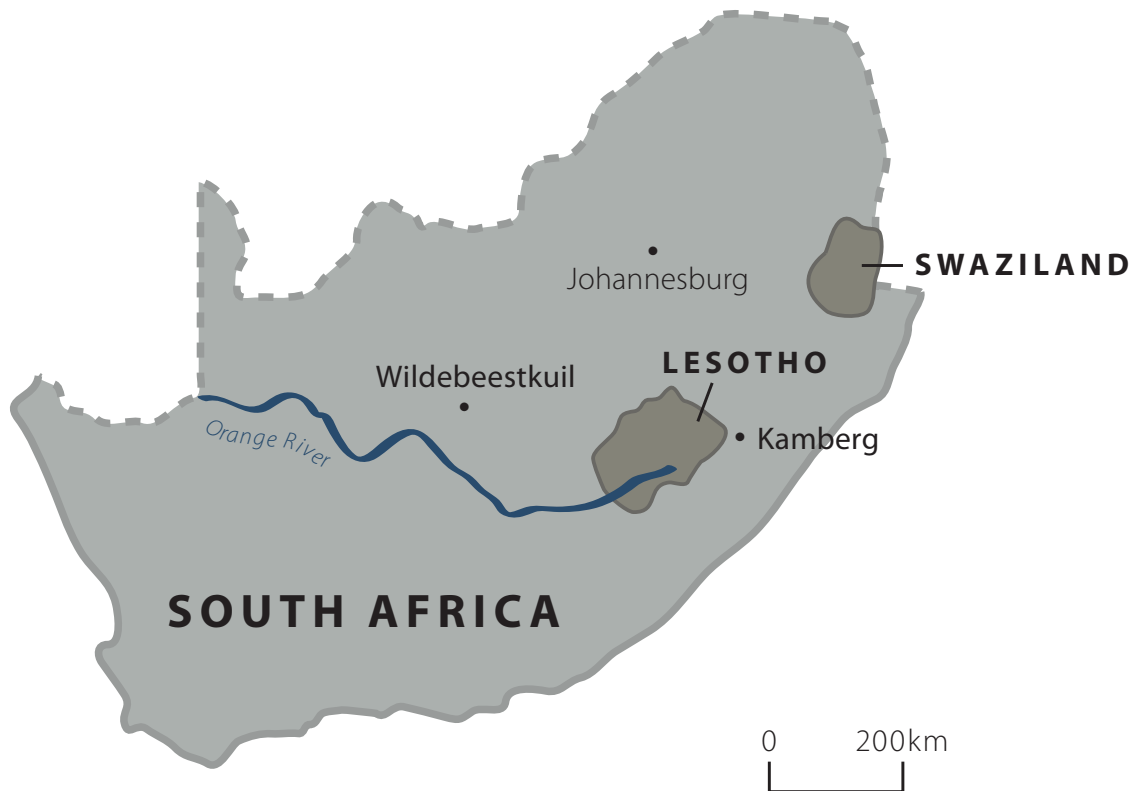 SWAZILAND
Johannesburg
LESOTHO
Wildebeestkuil
Orange River
Kamberg
SOUTH AFRICA
0 200km